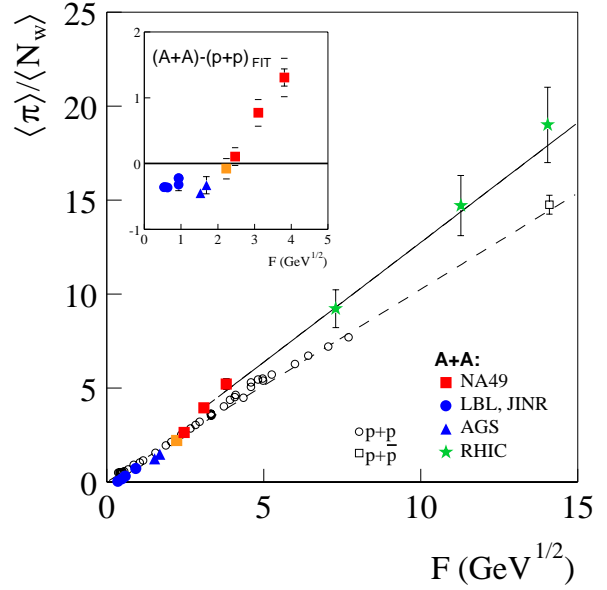 ⟨π⟩/⟨N_w⟩
25
20
15
10
5
0
2
1
0
-1
(A+A)-(p+p) FIT
0 1 2 3 4 5
F (GeV^1/2)
A+A:
NA49
LBL, JINR
AGS
RHIC
p+p
p+p̅
0 5 10 15
F (GeV^1/2)